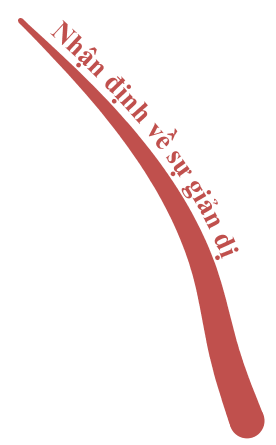 Nhận định về sự giản dị